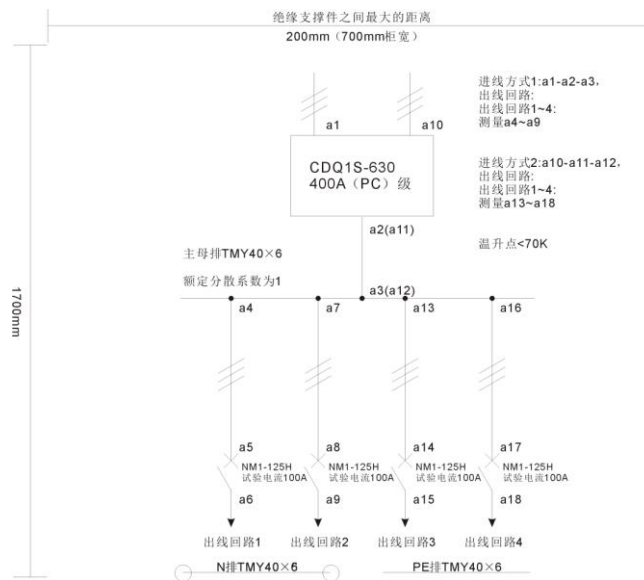 绝缘支撑件之间最大的距离
200mm（700mm柜宽）
1700mm
进线方式1:a1-a2-a3,
出线回路:
出线回路1~4:
测量a4~a9
进线方式2:a10-a11-a12,
出线回路:
出线回路1~4:
测量a13~a18
温升点<70K
a1
a10
CDQ1S-630
400A（PC）级
a2(a11)
主母排TMY40×6
额定分散系数为1
a3(a12)
a4
a7
a13
a16
a5
a8
a14
a17
NM1-125H
试验电流100A
NM1-125H
试验电流100A
NM1-125H
试验电流100A
NM1-125H
试验电流100A
a6
a9
a15
a18
出线回路1
出线回路2
出线回路3
出线回路4
N排TMY40×6
PE排TMY40×6